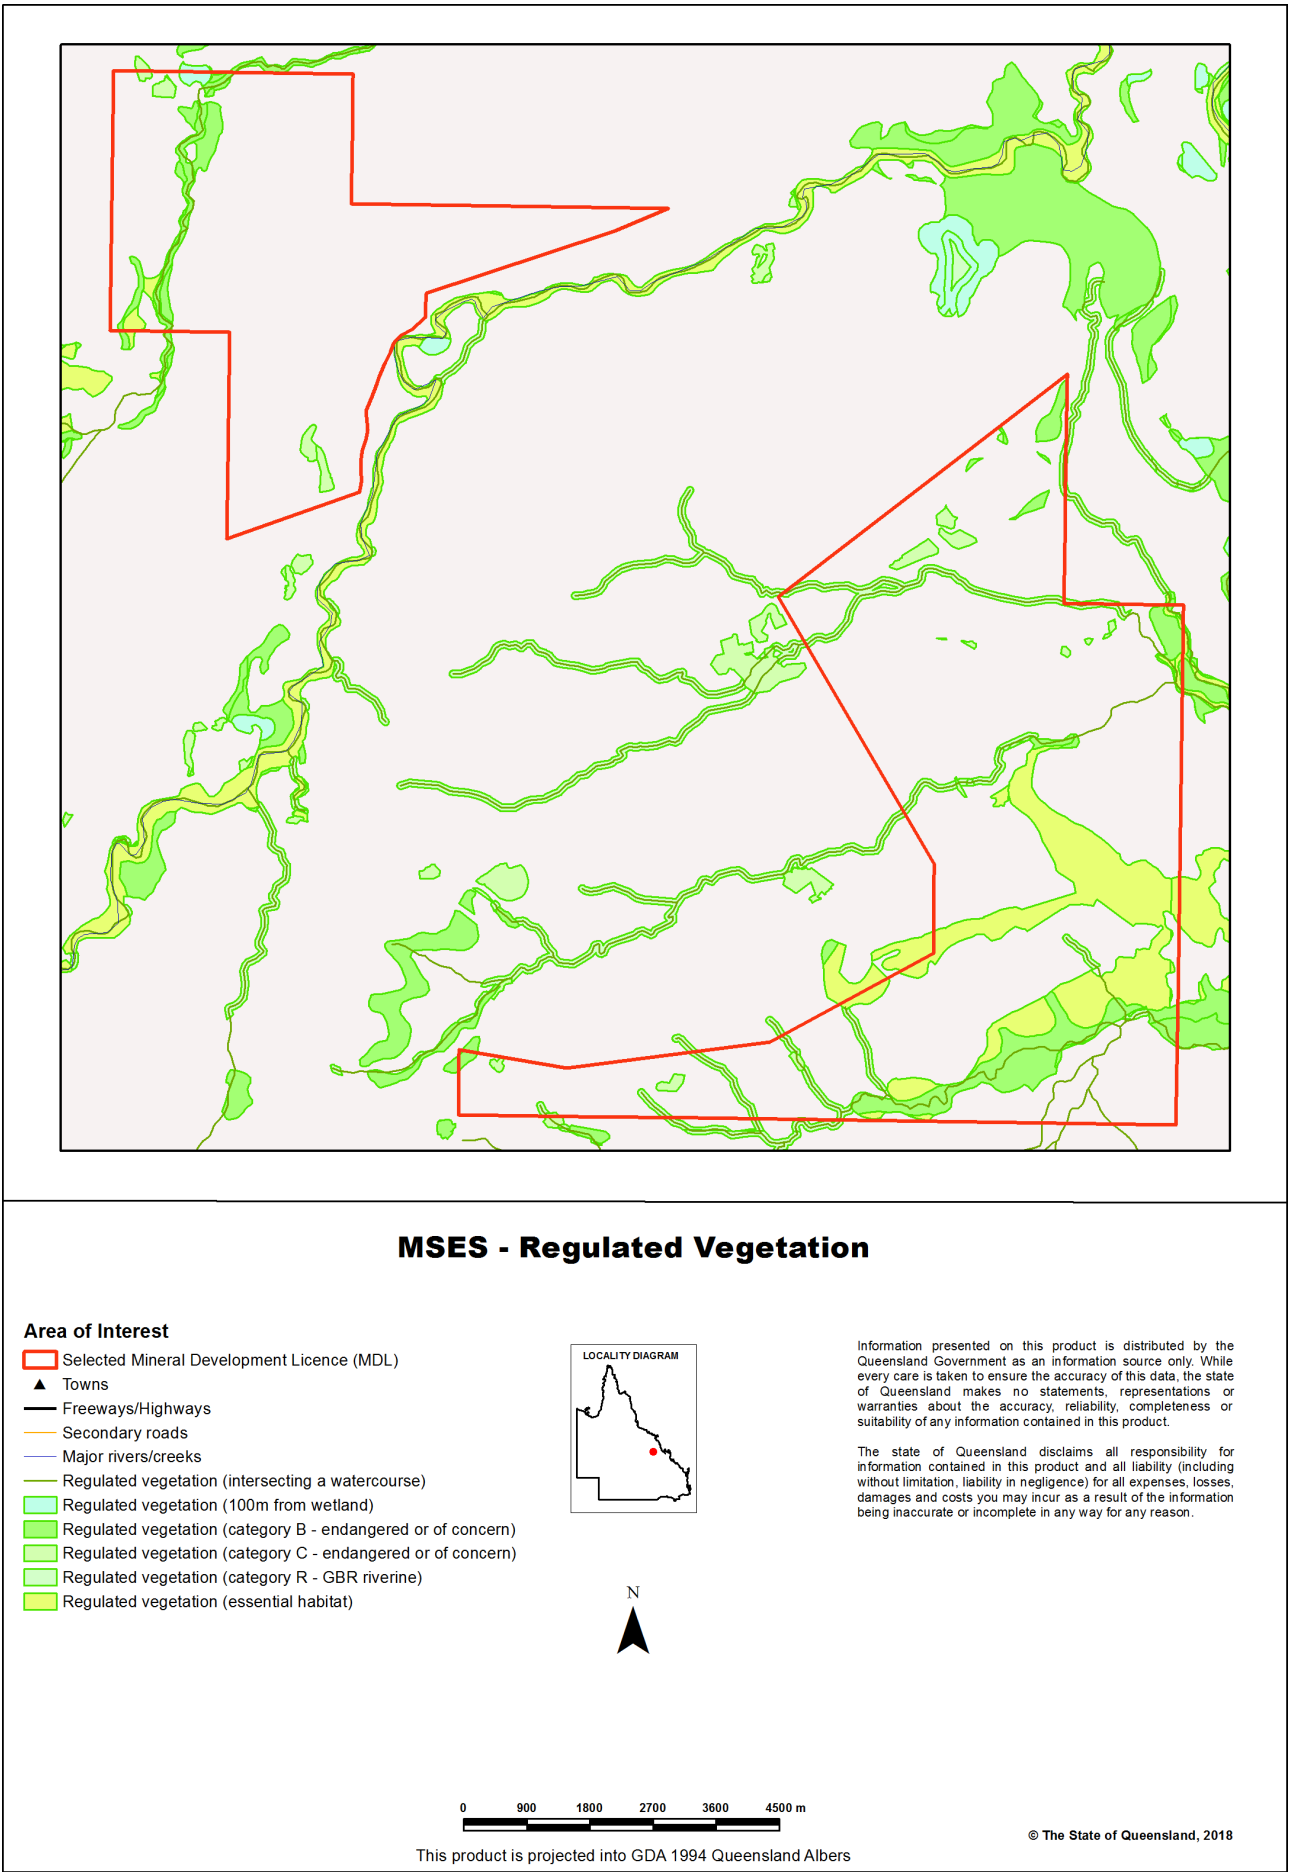 MSES - Regulated Vegetation
Area of Interest
Selected Mineral Development Licence (MDL)
Towns
Freeways/Highways
Secondary roads
Major rivers/creeks
Regulated vegetation (intersecting a watercourse)
Regulated vegetation (100m from wetland)
Regulated vegetation (category B - endangered or of concern)
Regulated vegetation (category C - endangered or of concern)
Regulated vegetation (category R - GBR riverine)
Regulated vegetation (essential habitat)
LOCALITY DIAGRAM
N
Information presented on this product is distributed by the
Queensland Government as an information source only. While
every care is taken to ensure the accuracy of this data, the state
of Queensland makes no statements, representations or
warranties about the accuracy, reliability, completeness or
suitability of any information contained in this product.
The state of Queensland disclaims all responsibility for
information contained in this product and all liability (including
without limitation, liability in negligence) for all expenses, losses,
damages and costs you may incur as a result of the information
being inaccurate or incomplete in any way for any reason.
0 900 1800 2700 3600 4500 m
This product is projected into GDA 1994 Queensland Albers
© The State of Queensland, 2018